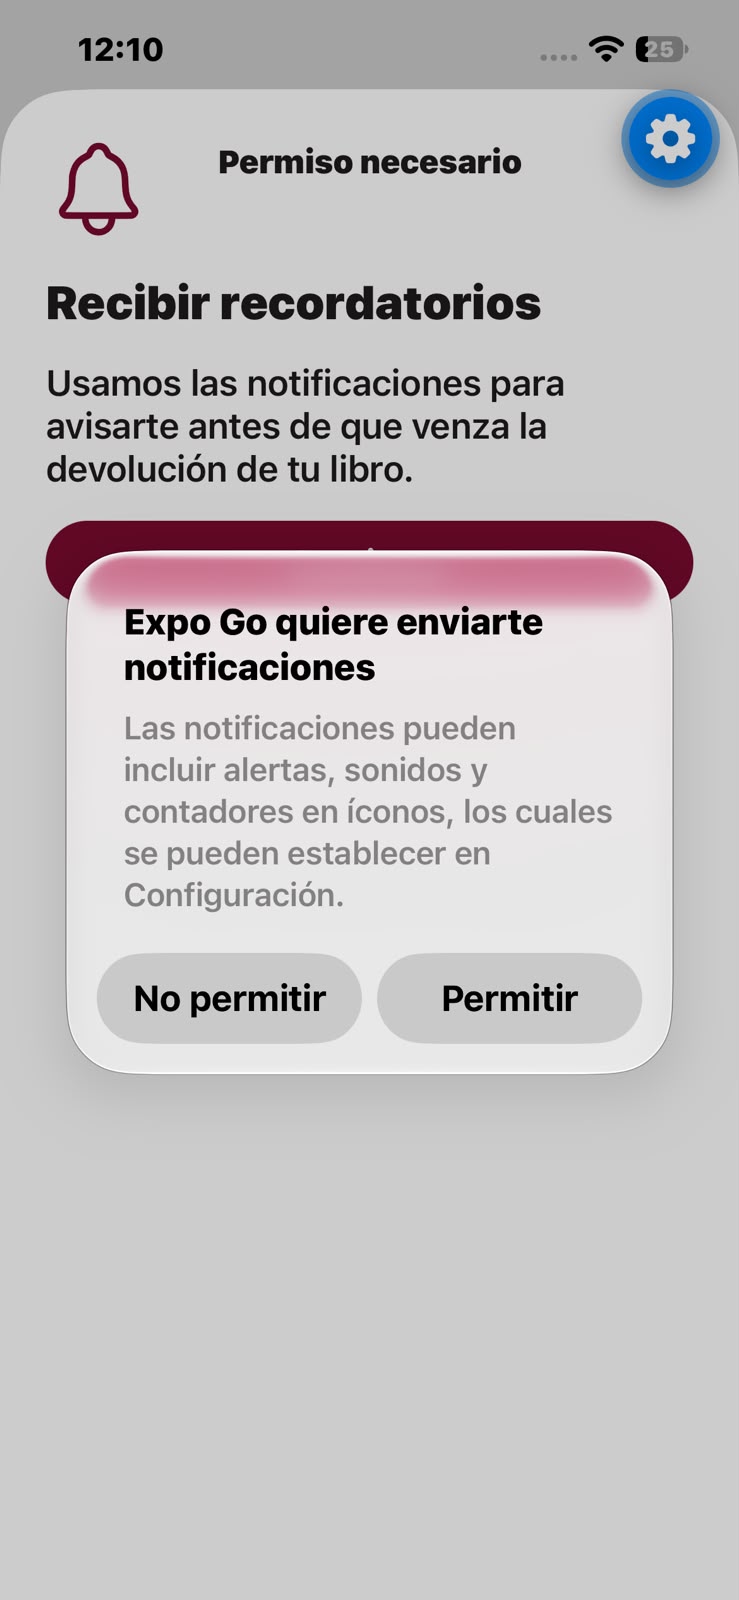 12:10
25
Permiso necesario
Recibir recordatorios
Usamos las notificaciones para
avisarte antes de que venza la
devolución de tu libro.
Expo Go quiere enviarte
notificaciones
Las notificaciones pueden
incluir alertas, sonidos y
contadores en íconos, los cuales
se pueden establecer en
Configuración.
No permitir
Permitir